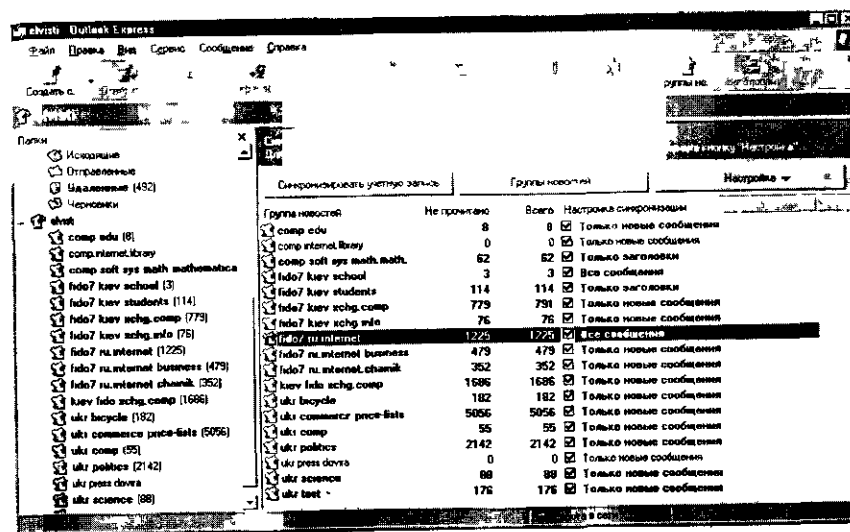 elvisti Outlook Express
Файл Правка Вид Сервис Сообщение Справка
Создать с.
Папки
Исходящие
Отправленные
Удаленные (492)
Черновики
elvisti
comp edu (8)
comp.internet.library
comp soft sys math mathematica
fido7 kiev school (3)
fido7 kiev students (114)
fido7 kiev xchg.comp (779)
fido7 kiev xchg.info (76)
fido7 ru.internet (1225)
fido7 ru.internet business (479)
fido7 ru.internet chainik (352)
kiev fido xchg.comp (1686)
ukr bicycle (182)
ukr commerce price-lists (5056)
ukr comp (55)
ukr politics (2142)
ukr press dovira
ukr science (88)
кнопку "Настройка"
Синхронизировать учетную запись Группы новостей Настройка
Группа новостей Не прочитано Всего Настройка синхронизации
comp edu 8 8 Только новые сообщения
comp internet library 0 0 Только новые сообщения
comp soft sys math.math. 62 62 Только заголовки
fido7 kiev school 3 3 Все сообщения
fido7 kiev students 114 114 Только заголовки
fido7 kiev xchg.comp 779 791 Только новые сообщения
fido7 kiev xchg info 76 76 Только новые сообщения
fido7 ru.internet 1225 1225 Все сообщения
fido7 ru.internet business 479 479 Только новые сообщения
fido7 ru.internet.chainik 352 352 Только новые сообщения
kiev fido xchg.comp 1686 1686 Только новые сообщения
ukr bicycle 182 182 Только новые сообщения
ukr commerce price-lists 5056 5056 Только новые сообщения
ukr comp 55 55 Только новые сообщения
ukr politics 2142 2142 Только новые сообщения
ukr press dovira 0 0 Только новые сообщения
ukr science 88 88 Только новые сообщения
ukr test 176 176 Только новые сообщения